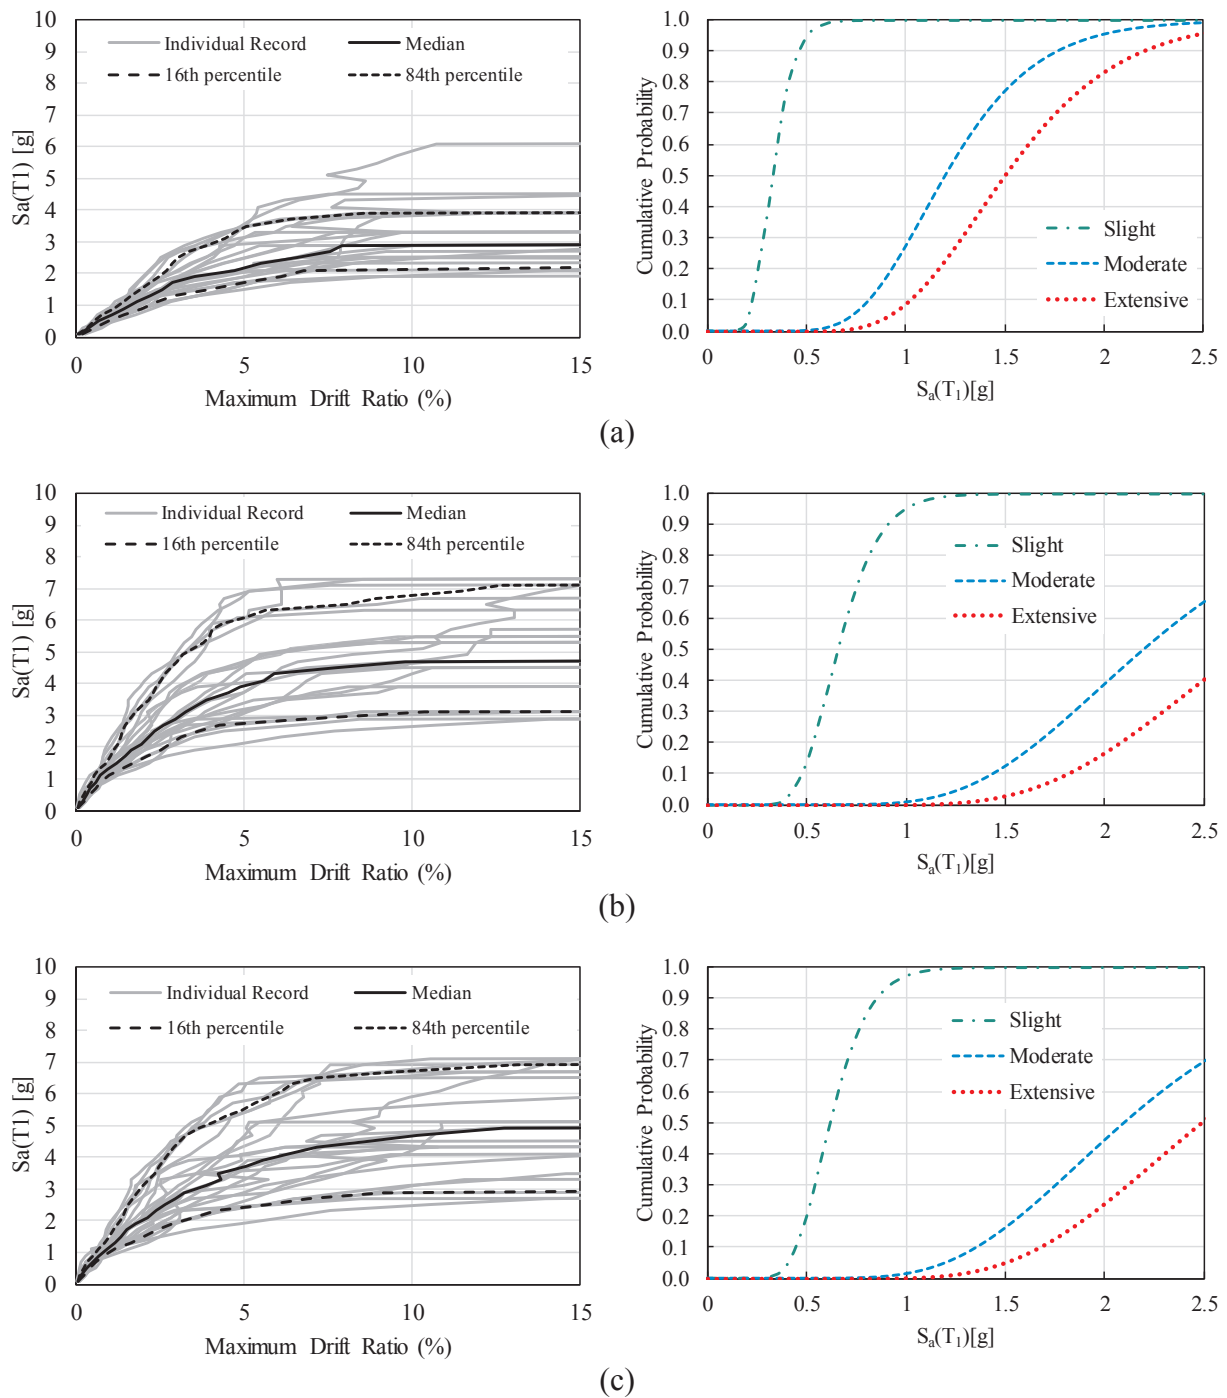 10
9
8
7
6
5
4
3
2
1
0
Sa(T1) [g]
Individual Record
Median
16th percentile
84th percentile
0
5
10
15
Maximum Drift Ratio (%)
1.0
0.9
0.8
0.7
0.6
0.5
0.4
0.3
0.2
0.1
0.0
Cumulative Probability
Slight
Moderate
Extensive
0
0.5
1
1.5
2
2.5
Sₐ(T₁)[g]
(a)
10
9
8
7
6
5
4
3
2
1
0
Sa(T1) [g]
Individual Record
Median
16th percentile
84th percentile
0
5
10
15
Maximum Drift Ratio (%)
1.0
0.9
0.8
0.7
0.6
0.5
0.4
0.3
0.2
0.1
0.0
Cumulative Probability
Slight
Moderate
Extensive
0
0.5
1
1.5
2
2.5
Sₐ(T₁)[g]
(b)
10
9
8
7
6
5
4
3
2
1
0
Sa(T1) [g]
Individual Record
Median
16th percentile
84th percentile
0
5
10
15
Maximum Drift Ratio (%)
1.0
0.9
0.8
0.7
0.6
0.5
0.4
0.3
0.2
0.1
0.0
Cumulative Probability
Slight
Moderate
Extensive
0
0.5
1
1.5
2
2.5
Sₐ(T₁)[g]
(c)